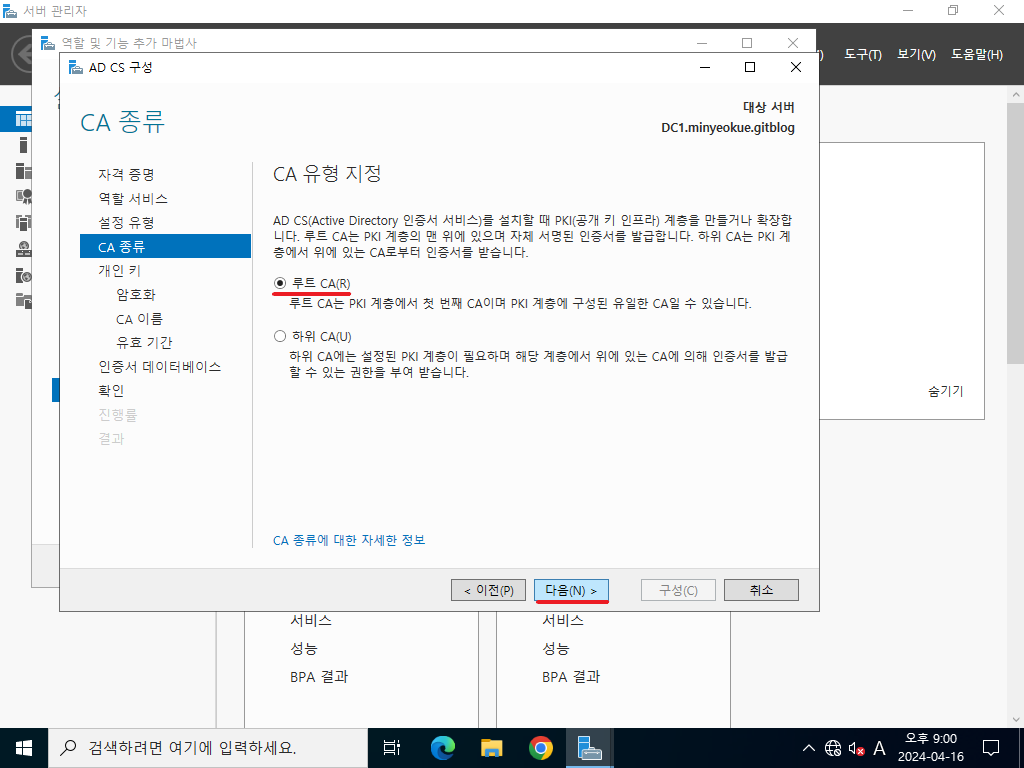 서버 관리자
역할 및 기능 추가 마법사
도구(T) 보기(V) 도움말(H)
AD CS 구성
CA 종류
대상 서버
DC1.minyeokue.gitblog
자격 증명
역할 서비스
설정 유형
CA 종류
개인 키
암호화
CA 이름
유효 기간
인증서 데이터베이스
확인
진행률
결과
CA 유형 지정
AD CS(Active Directory 인증서 서비스)를 설치할 때 PKI(공개 키 인프라) 계층을 만들거나 확장합
니다. 루트 CA는 PKI 계층의 맨 위에 있으며 자체 서명된 인증서를 발급합니다. 하위 CA는 PKI 계
층에서 위에 있는 CA로부터 인증서를 받습니다.
루트 CA(R)
루트 CA는 PKI 계층에서 첫 번째 CA이며 PKI 계층에 구성된 유일한 CA일 수 있습니다.
하위 CA(U)
하위 CA에는 설정된 PKI 계층이 필요하며 해당 계층에서 위에 있는 CA에 의해 인증서를 발급
할 수 있는 권한을 부여 받습니다.
숨기기
CA 종류에 대한 자세한 정보
< 이전(P) 다음(N) > 구성(C) 취소
서비스 서비스
성능 성능
BPA 결과 BPA 결과
검색하려면 여기에 입력하세요.
A
오후 9:00
2024-04-16